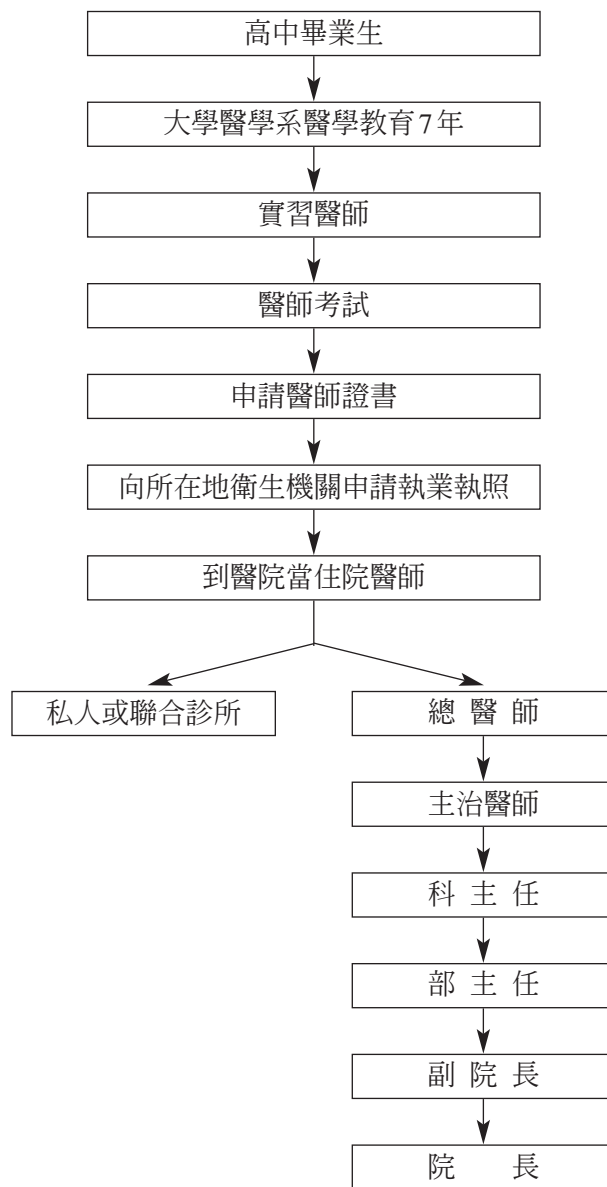 高中畢業生
大學醫學系醫學教育7年
實習醫師
醫師考試
申請醫師證書
向所在地衛生機關申請執業執照
到醫院當住院醫師
私人或聯合診所
總醫師
主治醫師
科主任
部主任
副院長
院長